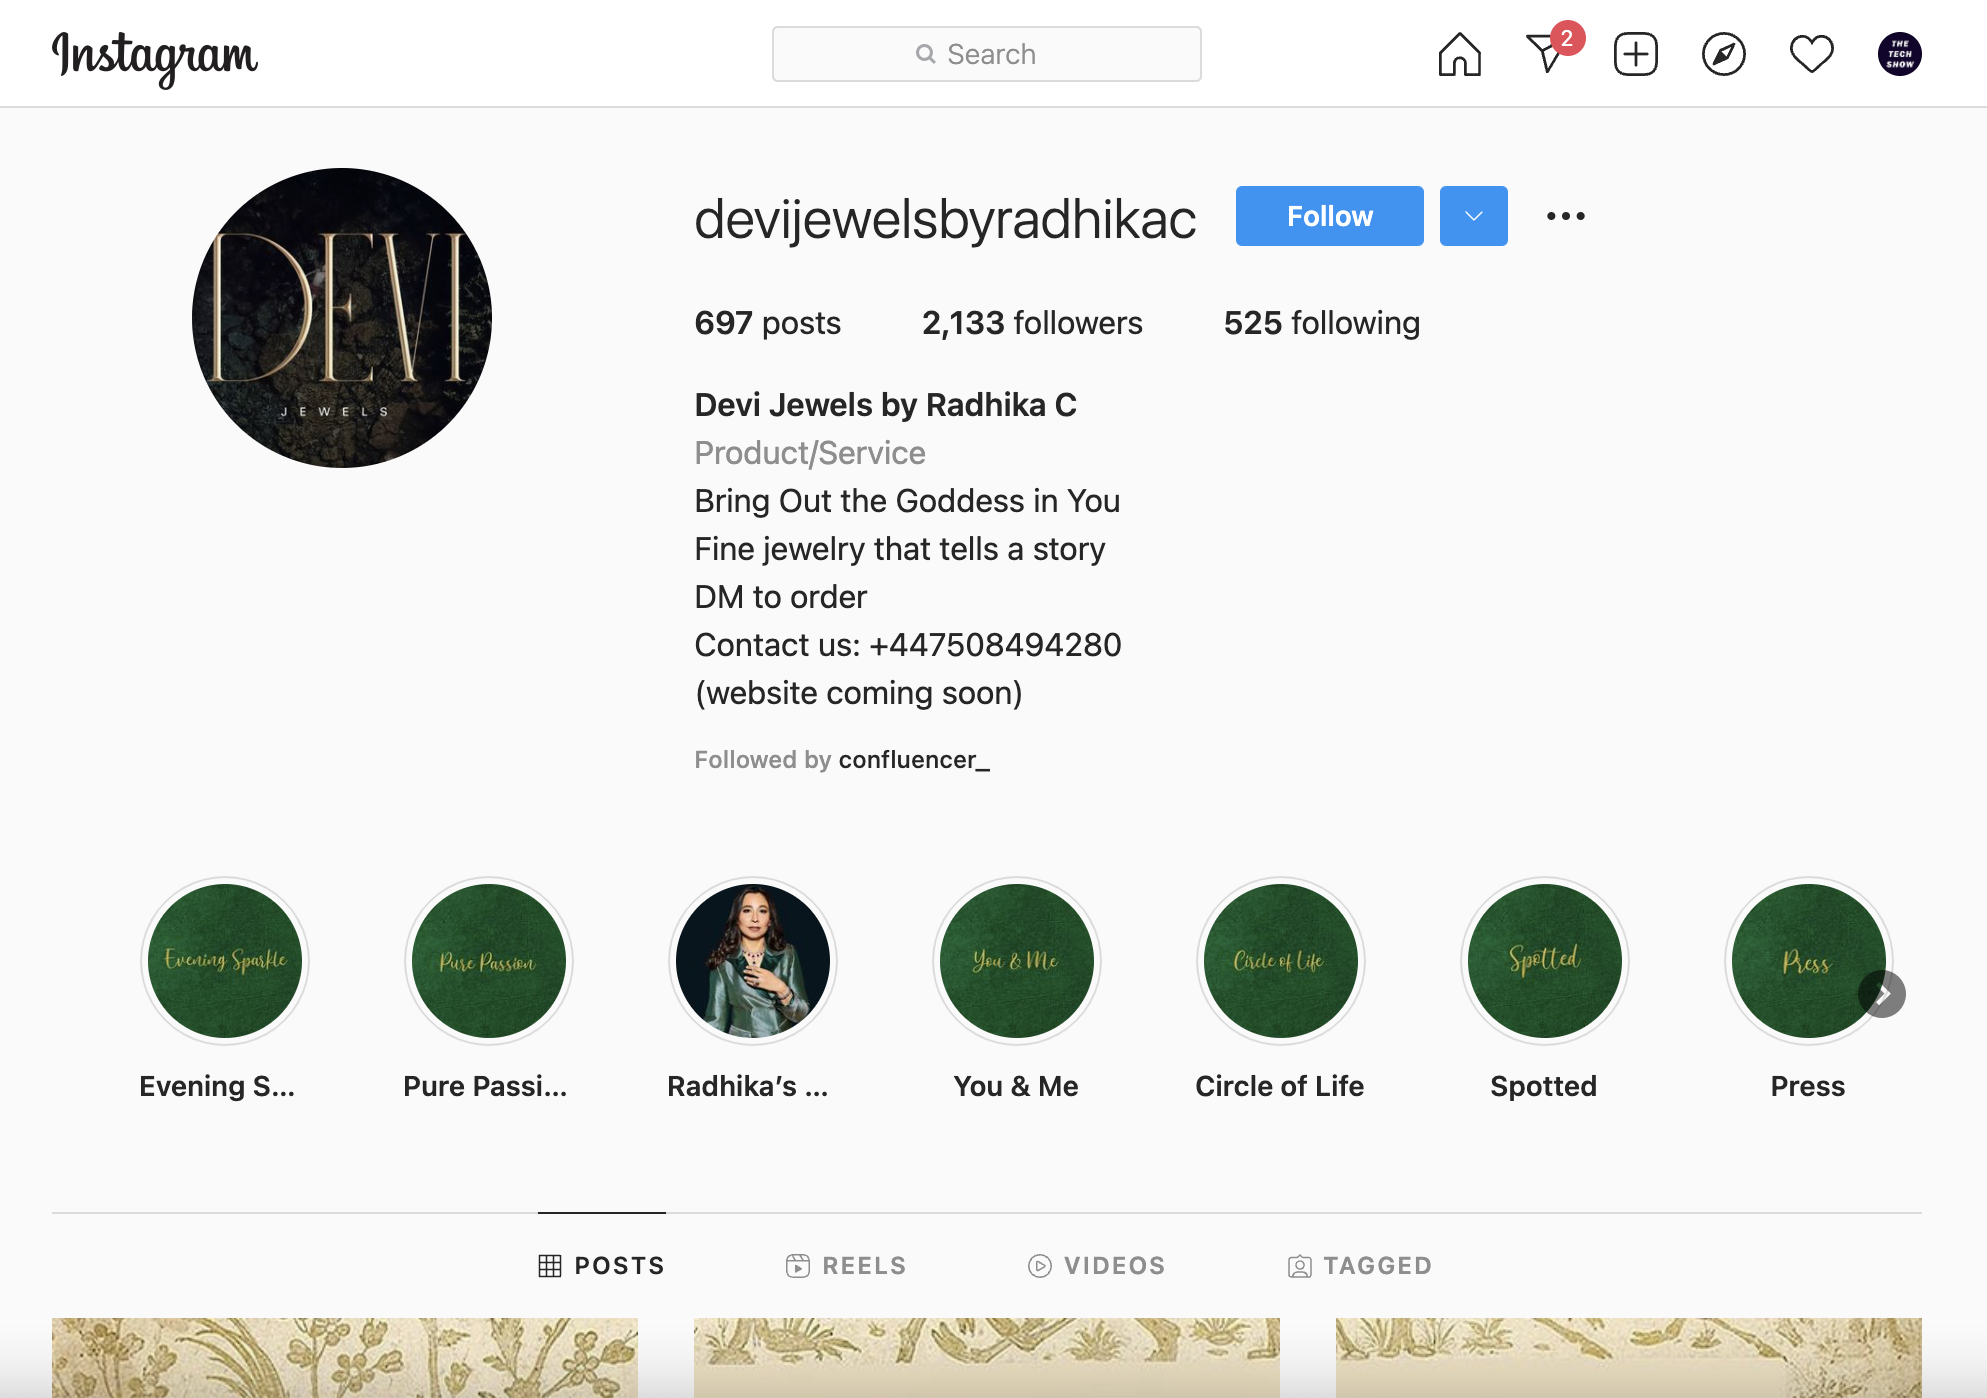 Instagram
Search
2
THE
TECH
SHOW
DEVI
JEWELS
devijewelsbyradhikac
Follow
697 posts 2,133 followers 525 following
Devi Jewels by Radhika C
Product/Service
Bring Out the Goddess in You
Fine jewelry that tells a story
DM to order
Contact us: +447508494280
(website coming soon)
Followed by confluencer_
Evening Sparkle
Pure Passion
You & Me
Circle of Life
Spotted
Press
Evening S...
Pure Passi...
Radhika’s ...
You & Me
Circle of Life
Spotted
Press
POSTS
REELS
VIDEOS
TAGGED